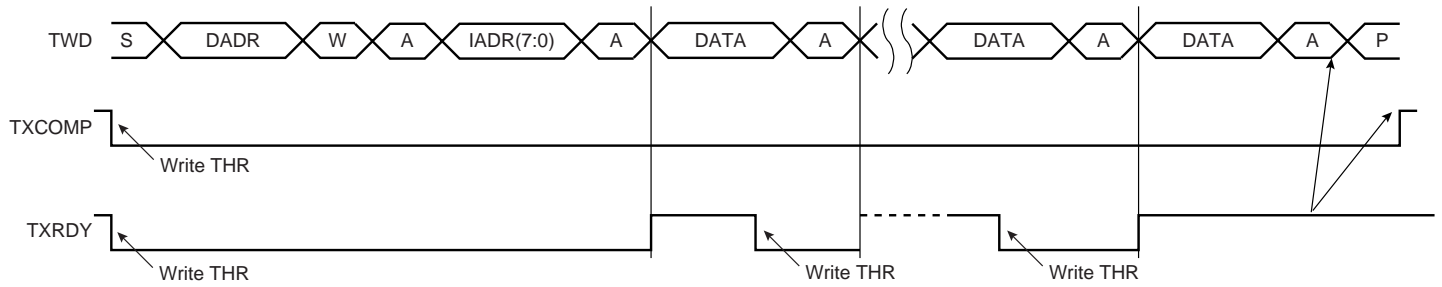 TWD S DADR W A IADR(7:0) A DATA A DATA A DATA A P
TXCOMP
Write THR
TXRDY
Write THR Write THR Write THR